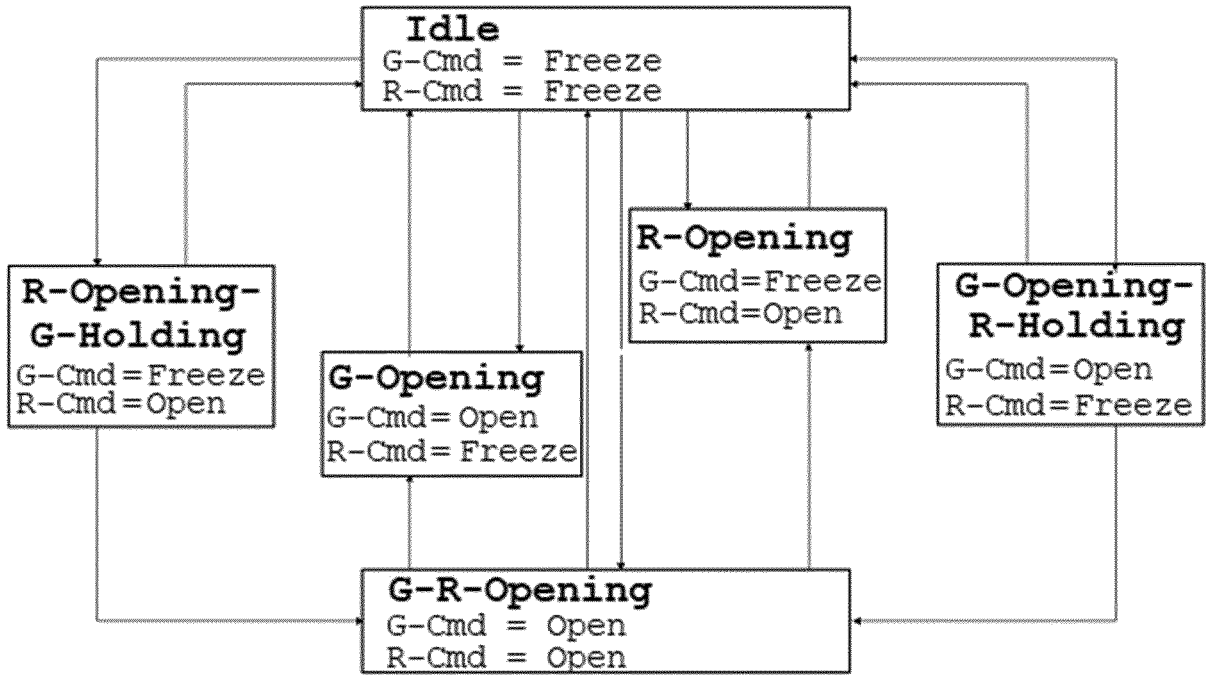 Idle
G-Cmd = Freeze
R-Cmd = Freeze
R-Opening-
G-Holding
G-Cmd=Freeze
R-Cmd=Open
G-Opening
G-Cmd=Open
R-Cmd=Freeze
R-Opening
G-Cmd=Freeze
R-Cmd=Open
G-Opening-
R-Holding
G-Cmd=Open
R-Cmd=Freeze
G-R-Opening
G-Cmd = Open
R-Cmd = Open